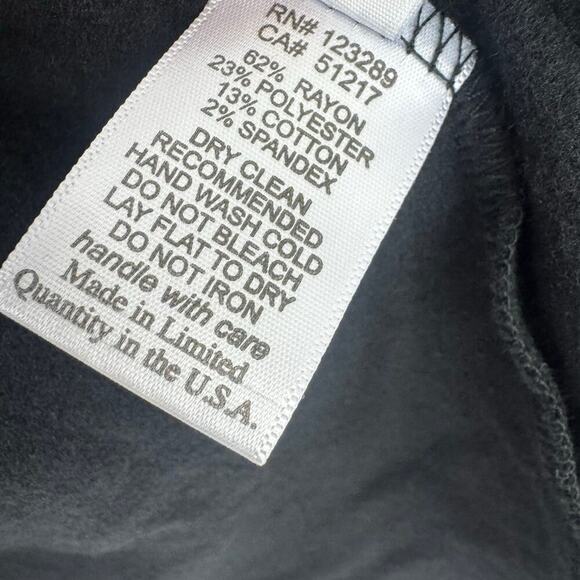 RN# 123289
CA# 51217
62% RAYON
23% POLYESTER
13% COTTON
2% SPANDEX
DRY CLEAN
RECOMMENDED
HAND WASH COLD
DO NOT BLEACH
LAY FLAT TO DRY
DO NOT IRON
handle with care
Made in Limited
Quantity in the U.S.A.